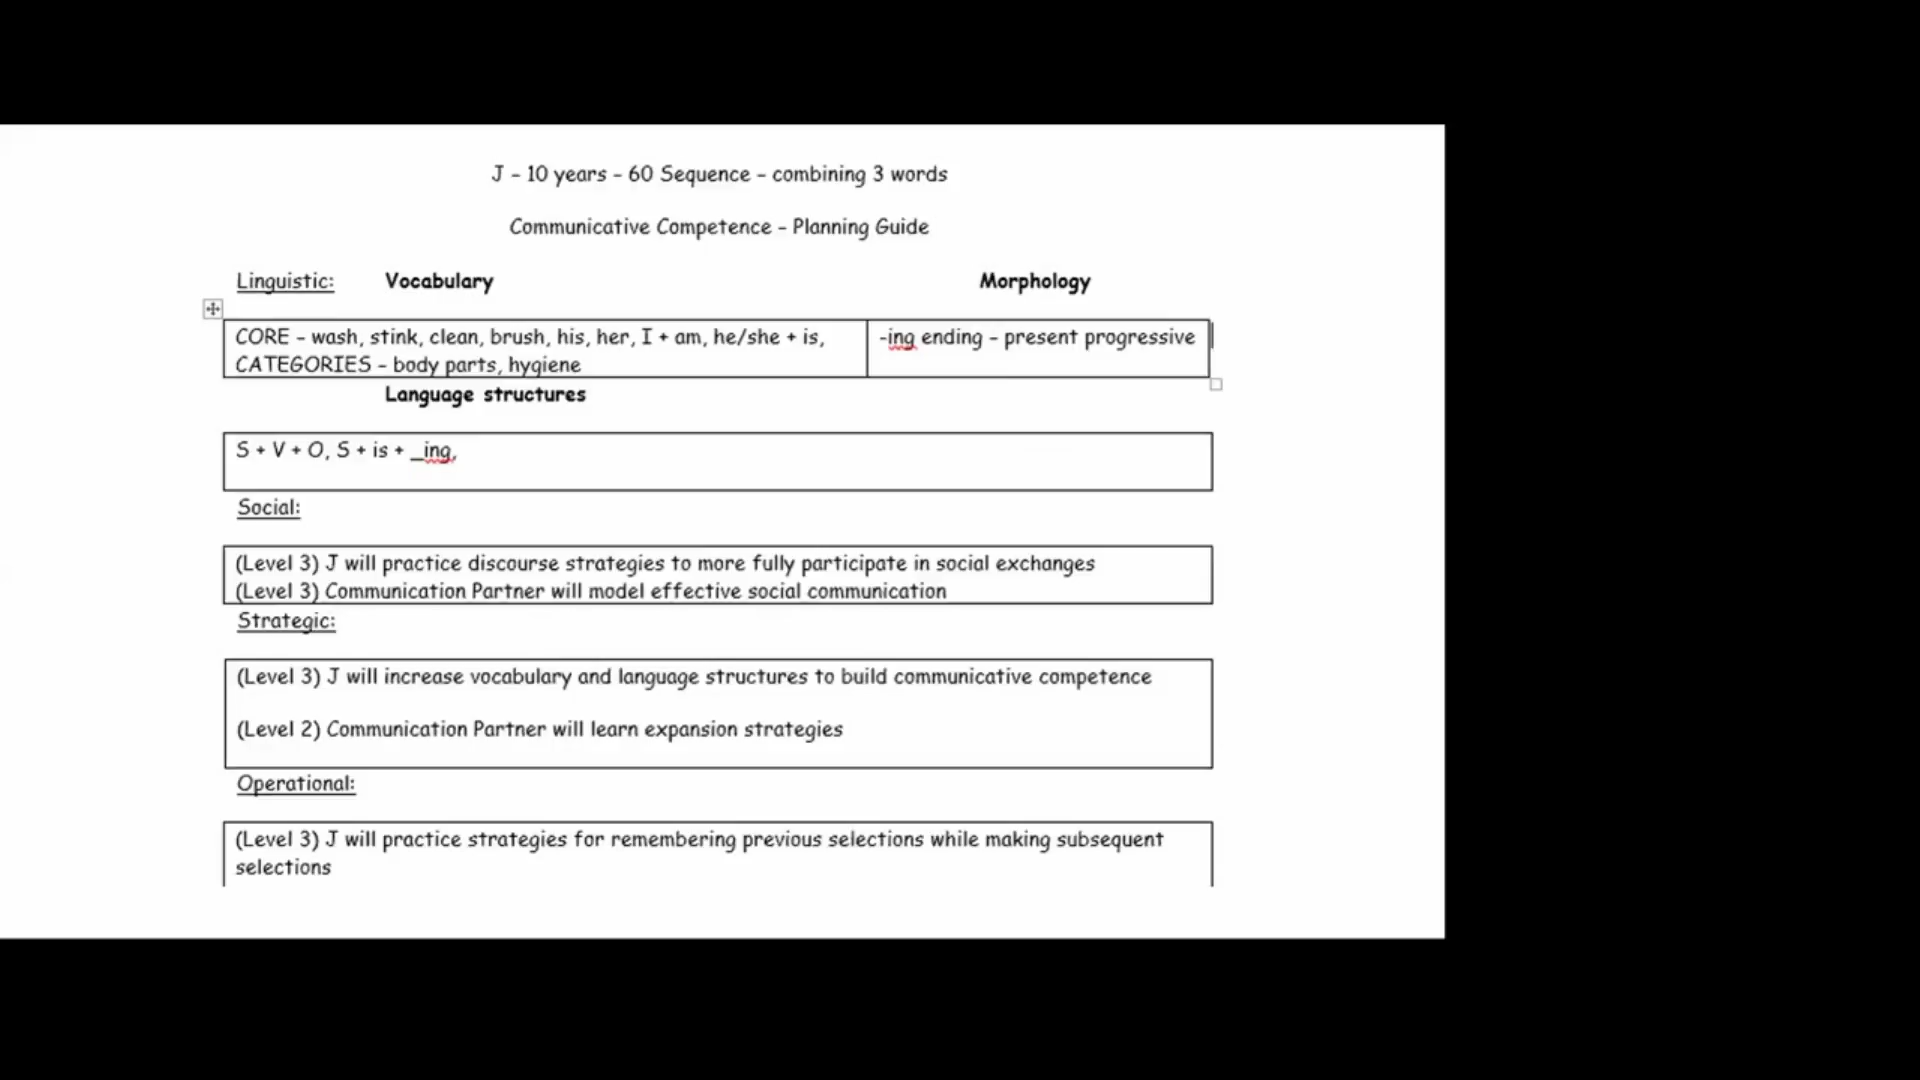 J – 10 years – 60 Sequence – combining 3 words
Communicative Competence – Planning Guide
Linguistic: Vocabulary Morphology
CORE – wash, stink, clean, brush, his, her, I + am, he/she + is, -ing ending – present progressive
CATEGORIES – body parts, hygiene
Language structures
S + V + O, S + is + _ing,
Social:
(Level 3) J will practice discourse strategies to more fully participate in social exchanges
(Level 3) Communication Partner will model effective social communication
Strategic:
(Level 3) J will increase vocabulary and language structures to build communicative competence
(Level 2) Communication Partner will learn expansion strategies
Operational:
(Level 3) J will practice strategies for remembering previous selections while making subsequent
selections